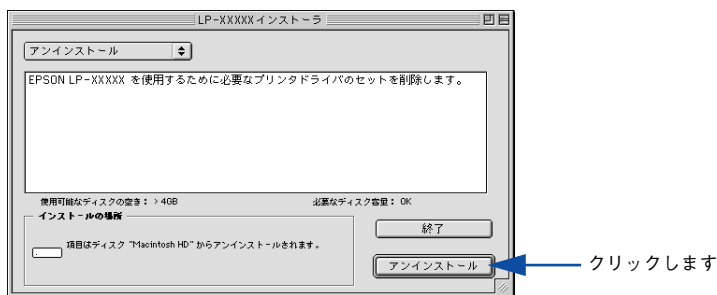 LP-XXXXXインストーラ
アンインストール
EPSON LP-XXXXX を使用するために必要なプリンタドライバのセットを削除します。
使用可能なディスクの空き： > 4GB 必要なディスク容量： OK
インストールの場所
項目はディスク "Macintosh HD" からアンインストールされます。
終了
アンインストール
クリックします